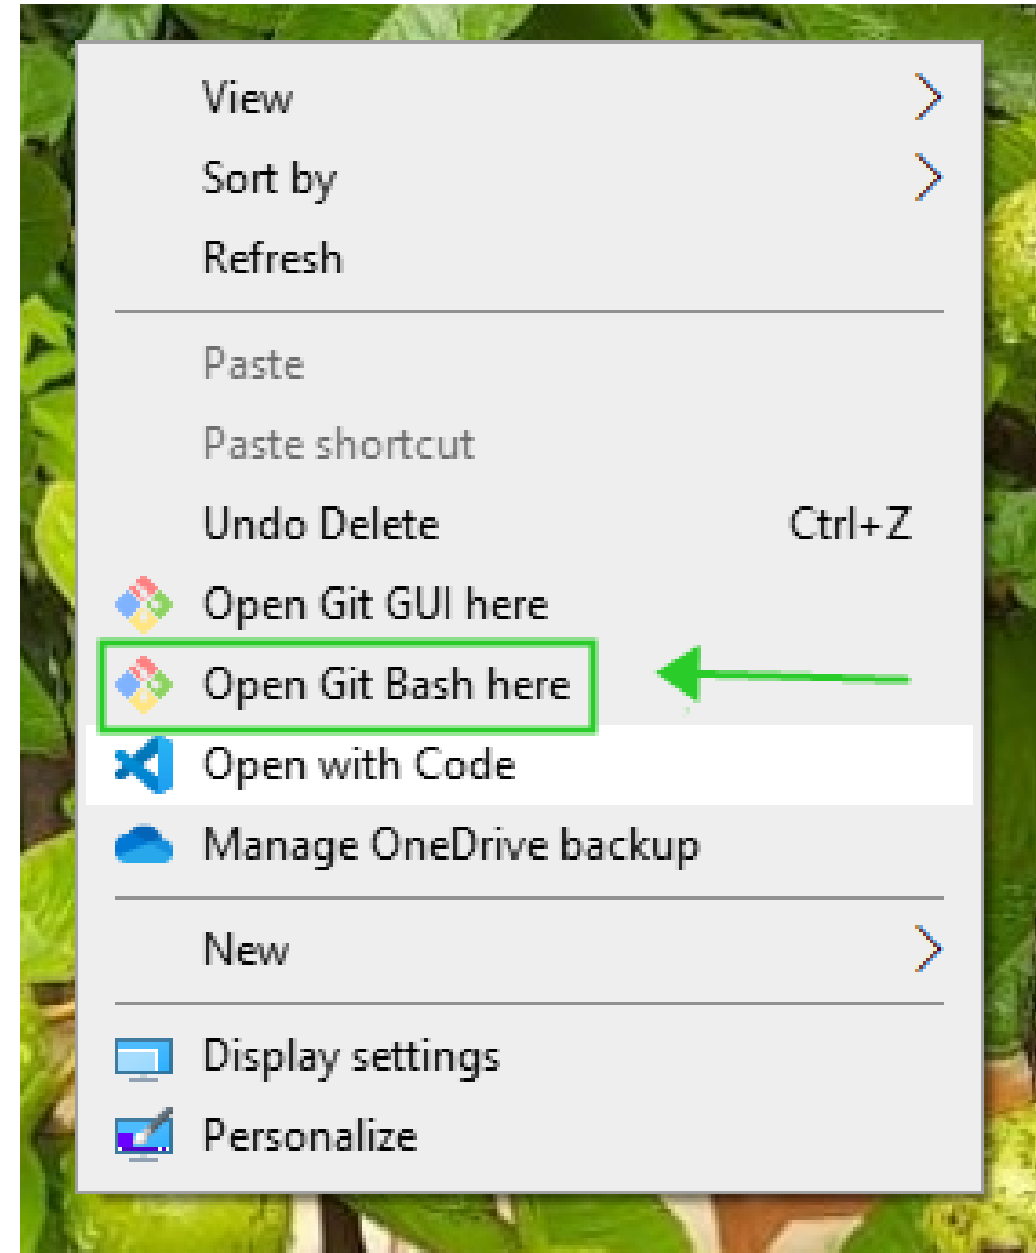 View
Sort by
Refresh
Paste
Paste shortcut
Undo Delete Ctrl+Z
Open Git GUI here
Open Git Bash here
Open with Code
Manage OneDrive backup
New
Display settings
Personalize